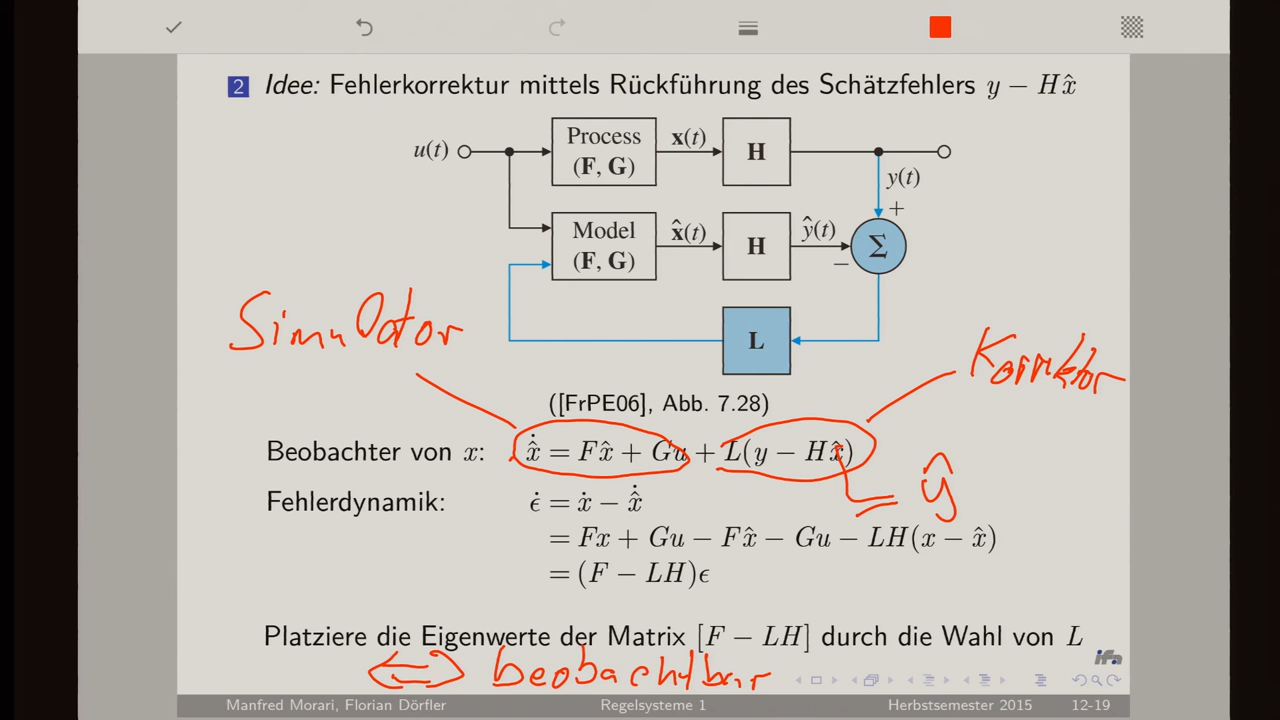 2 Idee: Fehlerkorrektur mittels Rückführung des Schätzfehlers y − Hx̂
u(t) Process (F, G) x(t) H y(t) +
Model (F, G) x̂(t) H ŷ(t) − Σ
Simulator
L
Korrektor
([FrPE06], Abb. 7.28)
Beobachter von x: x̂̇ = Fx̂ + Gu + L(y − Hx̂)
ŷ
Fehlerdynamik: ϵ̇ = ẋ − x̂̇
= Fx + Gu − Fx̂ − Gu − LH(x − x̂)
= (F − LH)ϵ
Platziere die Eigenwerte der Matrix [F − LH] durch die Wahl von L
⟺ beobachtbar
ifa
Manfred Morari, Florian Dörfler Regelsysteme 1 Herbstsemester 2015 12-19